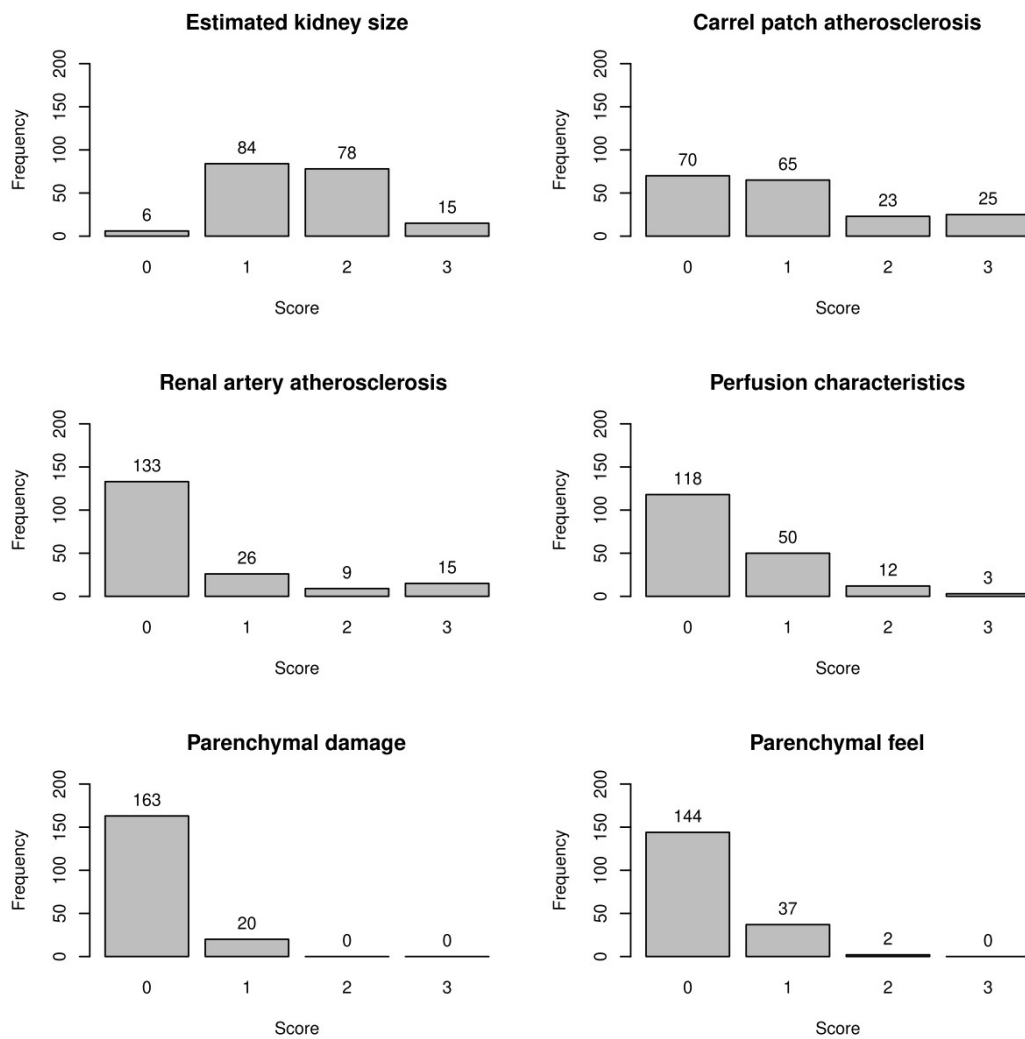 Estimated kidney size
Frequency
200
150
100
50
0
6
84
78
15
0 1 2 3
Score
Carrel patch atherosclerosis
Frequency
200
150
100
50
0
70
65
23
25
0 1 2 3
Score
Renal artery atherosclerosis
Frequency
200
150
100
50
0
133
26
9
15
0 1 2 3
Score
Perfusion characteristics
Frequency
200
150
100
50
0
118
50
12
3
0 1 2 3
Score
Parenchymal damage
Frequency
200
150
100
50
0
163
20
0
0
0 1 2 3
Score
Parenchymal feel
Frequency
200
150
100
50
0
144
37
2
0
0 1 2 3
Score